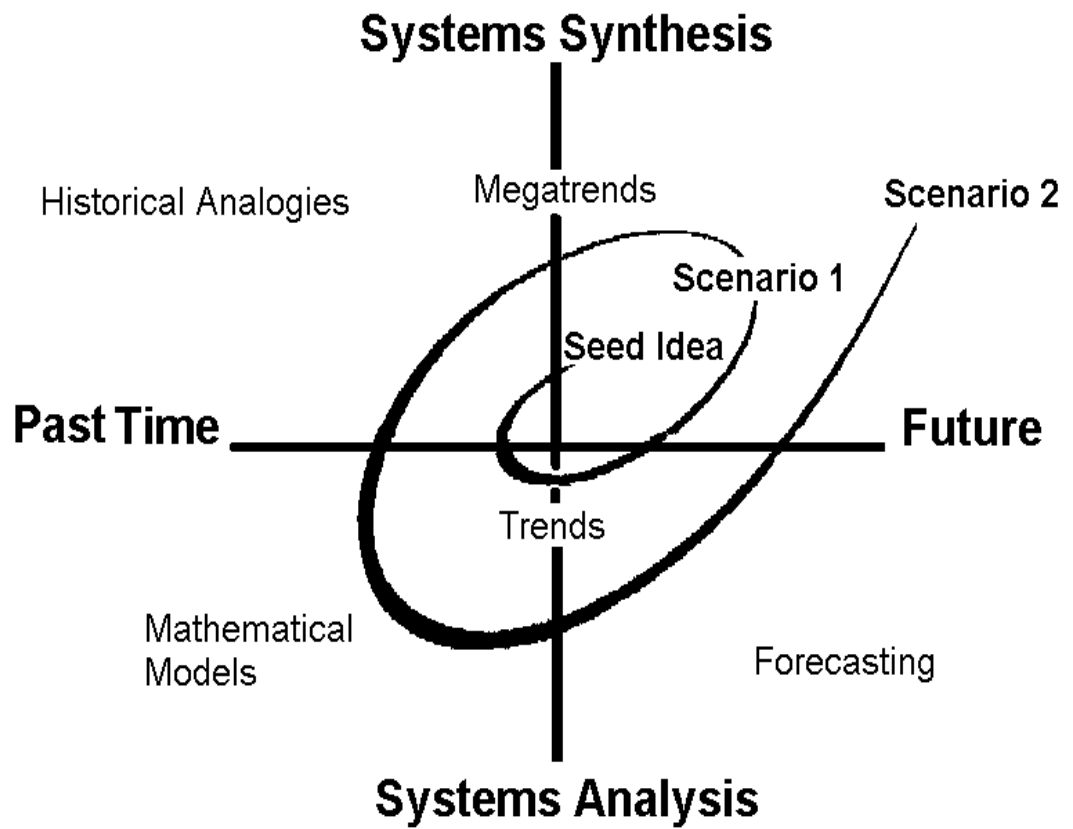 Systems Synthesis
Megatrends
Historical Analogies
Scenario 2
Scenario 1
Seed Idea
Past Time
Future
Trends
Mathematical
Models
Forecasting
Systems Analysis